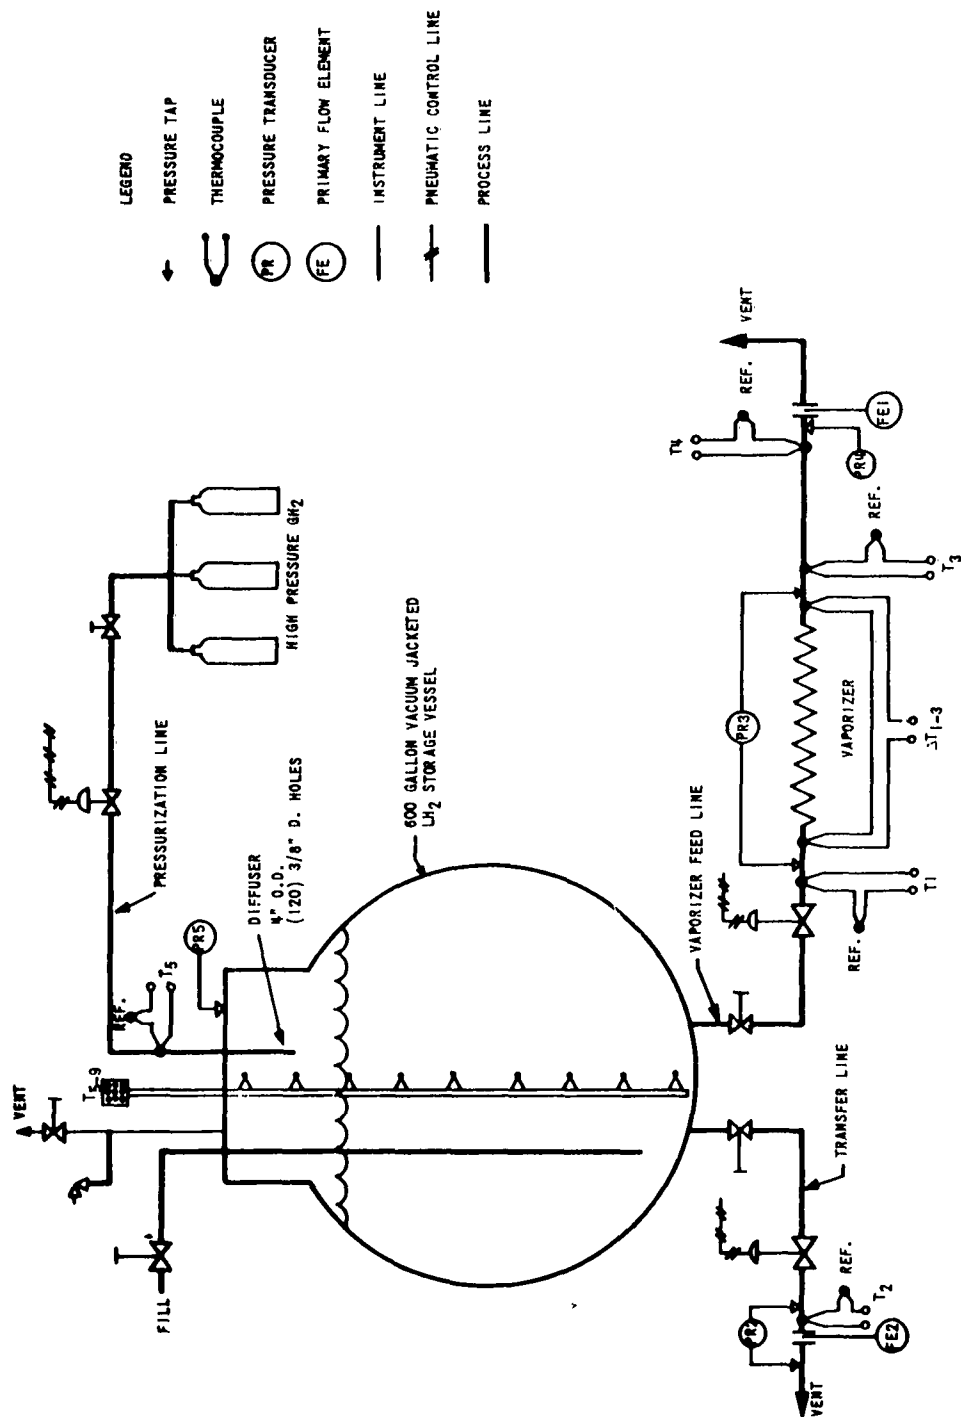 LEGEND
PRESSURE TAP
THERMOCOUPLE
PR
PRESSURE TRANSDUCER
FE
PRIMARY FLOW ELEMENT
INSTRUMENT LINE
PNEUMATIC CONTROL LINE
PROCESS LINE
HIGH PRESSURE GH2
PRESSURIZATION LINE
VENT
T5-9
REF.
T5
PR5
DIFFUSER
4" O.D.
(120) 3/8" D. HOLES
600 GALLON VACUUM JACKETED
LH2 STORAGE VESSEL
FILL
VAPORIZER FEED LINE
TRANSFER LINE
VENT
PR2
FE2
T2
REF.
REF.
T1
PR3
VAPORIZER
ΔT1-3
T3
REF.
T4
REF.
PR4
FE1
VENT